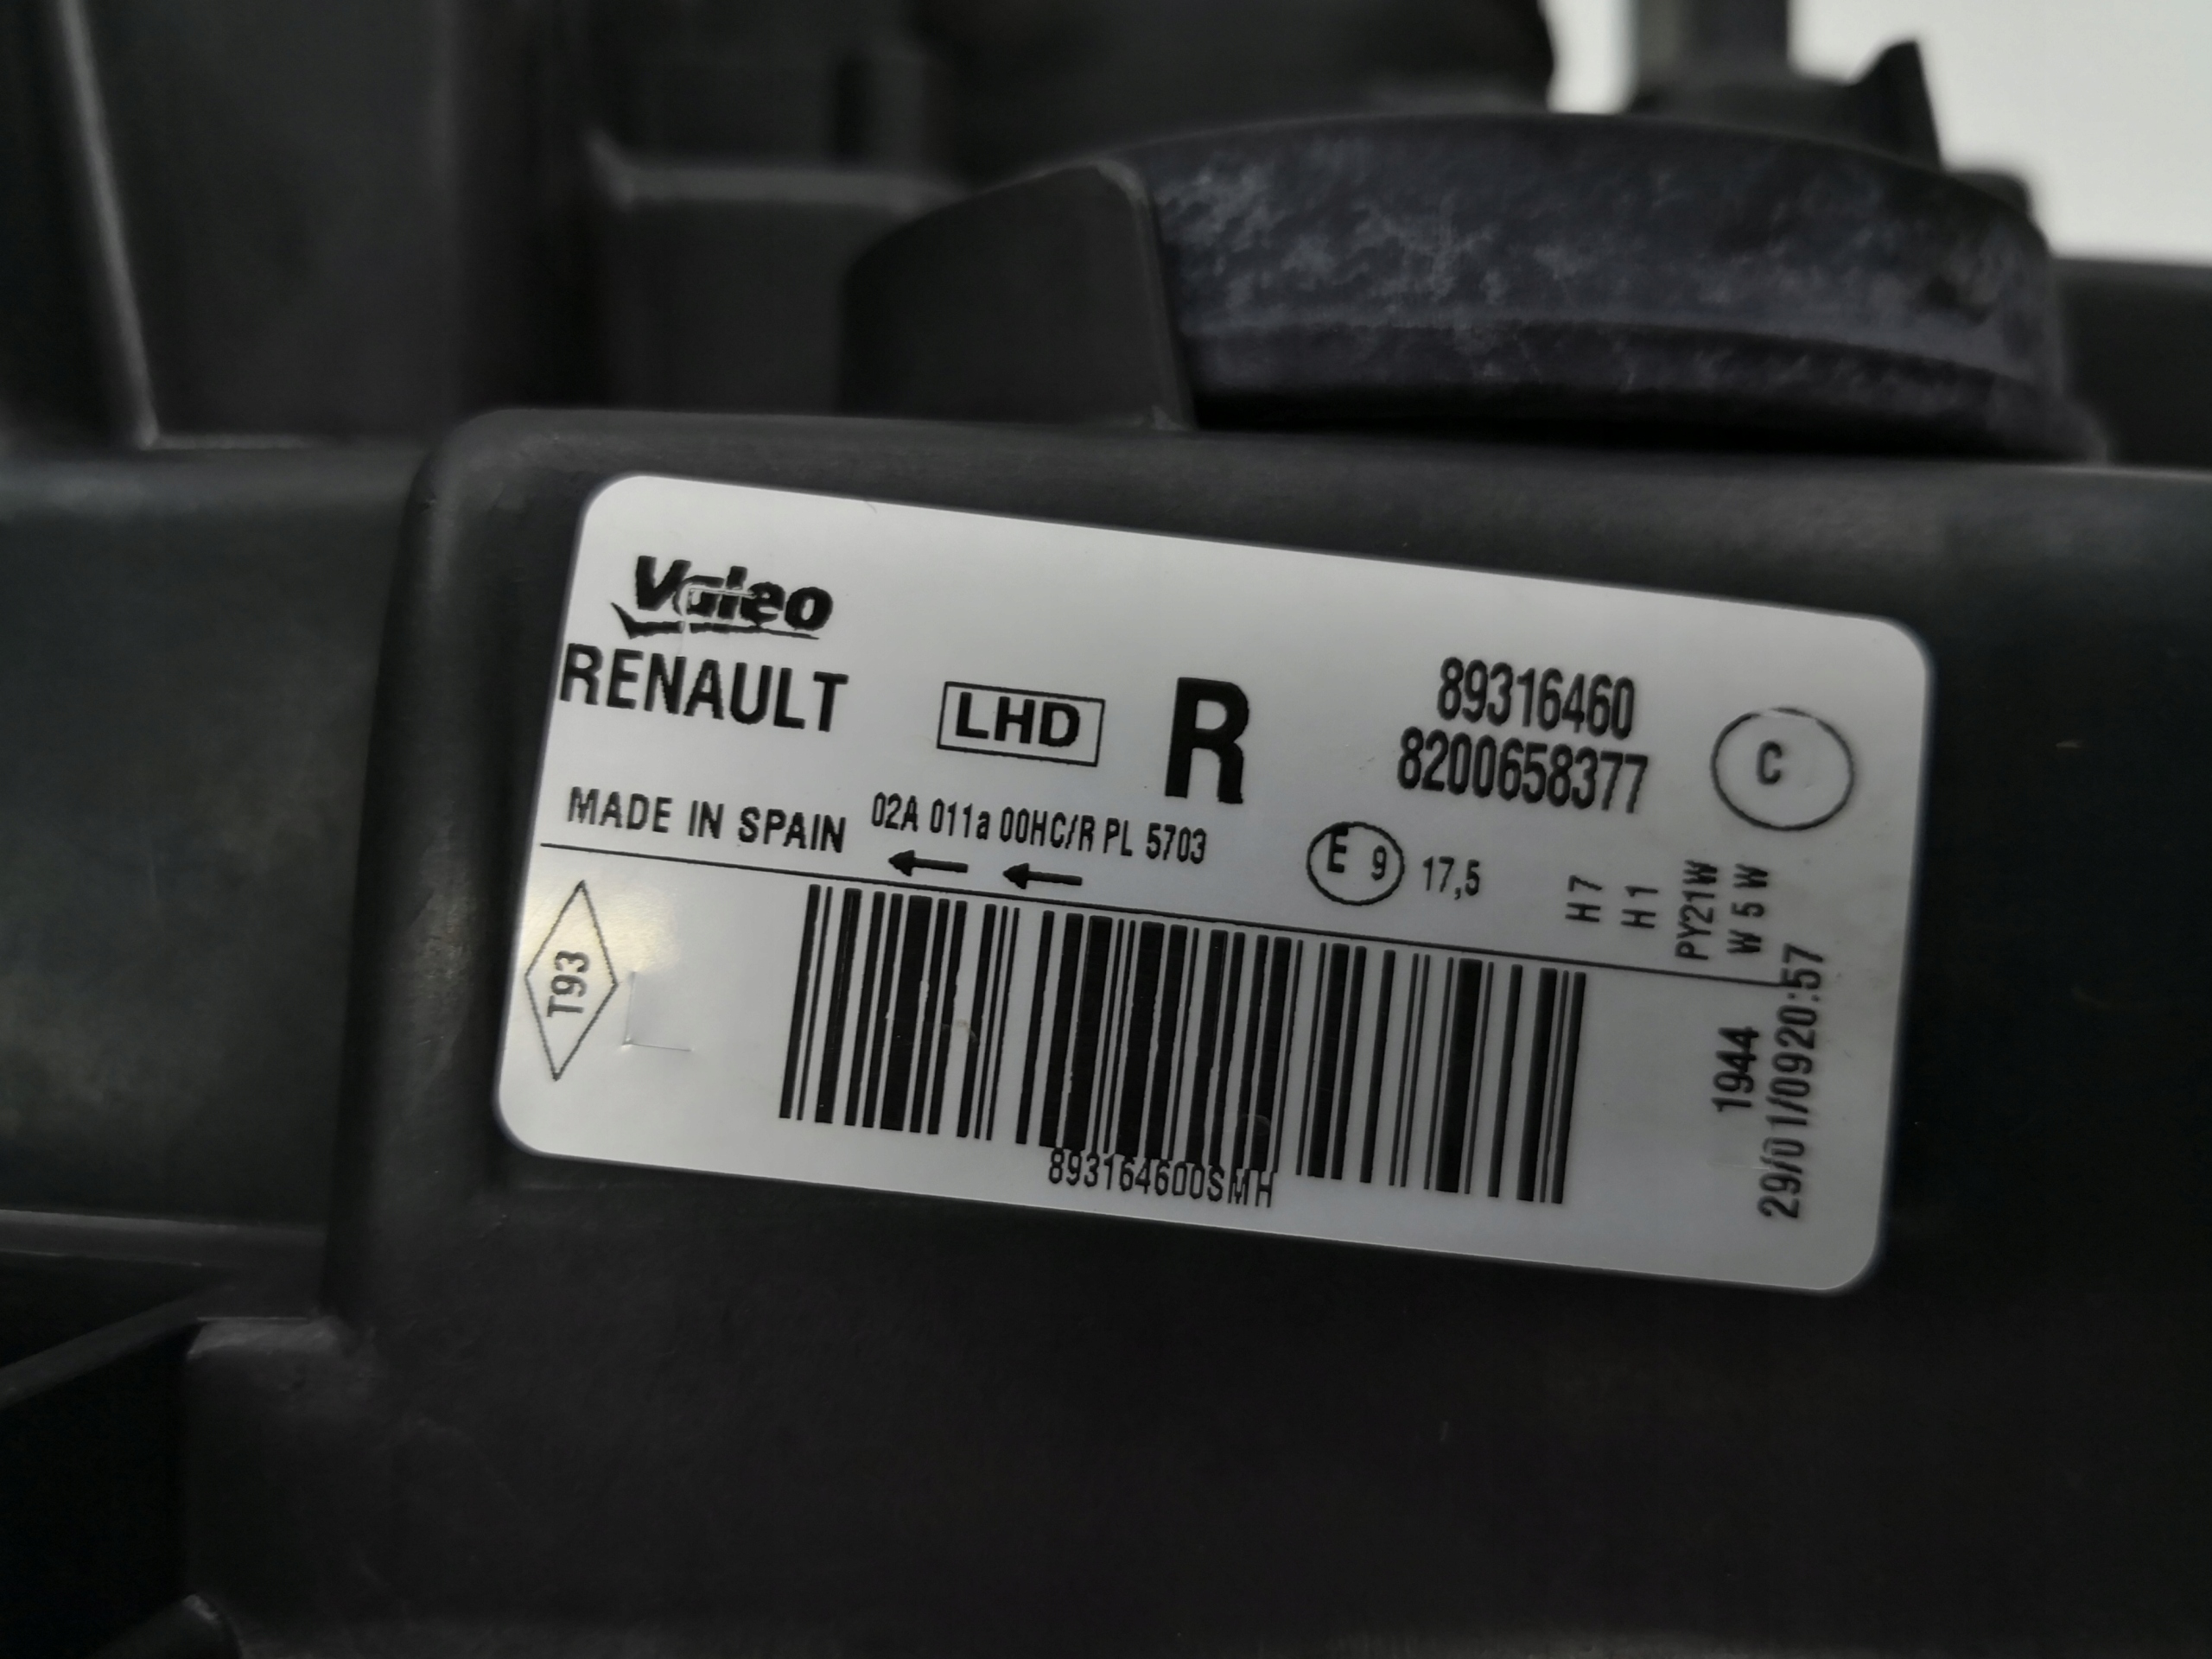 Valeo
RENAULT
LHD
R
89316460
8200658377
C
MADE IN SPAIN
02A 011a 00HC/R PL 5703
E 9
17,5
H7
H1
PY21W
W5W
T93
893164600SMH
1944
29/01/0920:57